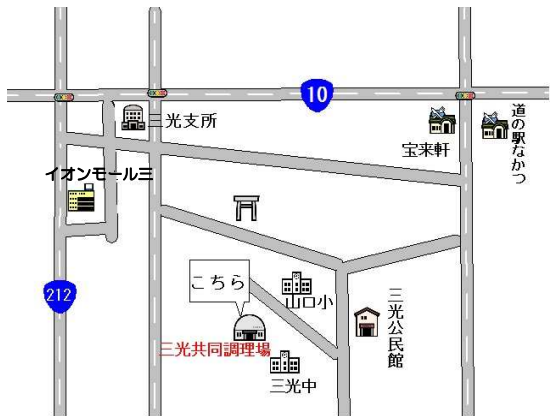 10
三光支所
宝来軒
道の駅なかつ
イオンモール三
212
こちら
山口小
三光公民館
三光共同調理場
三光中